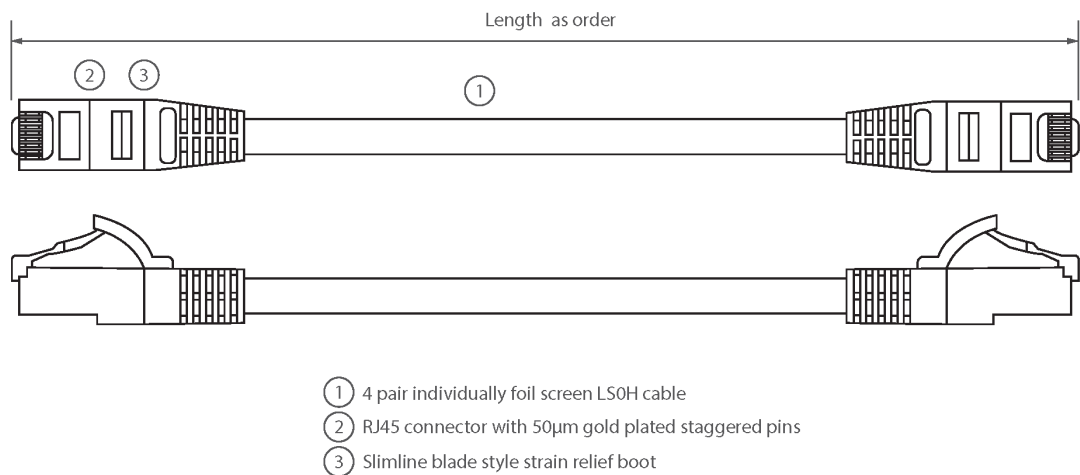 Length as order
2
3
1
1 4 pair individually foil screen LS0H cable
2 RJ45 connector with 50µm gold plated staggered pins
3 Slimline blade style strain relief boot